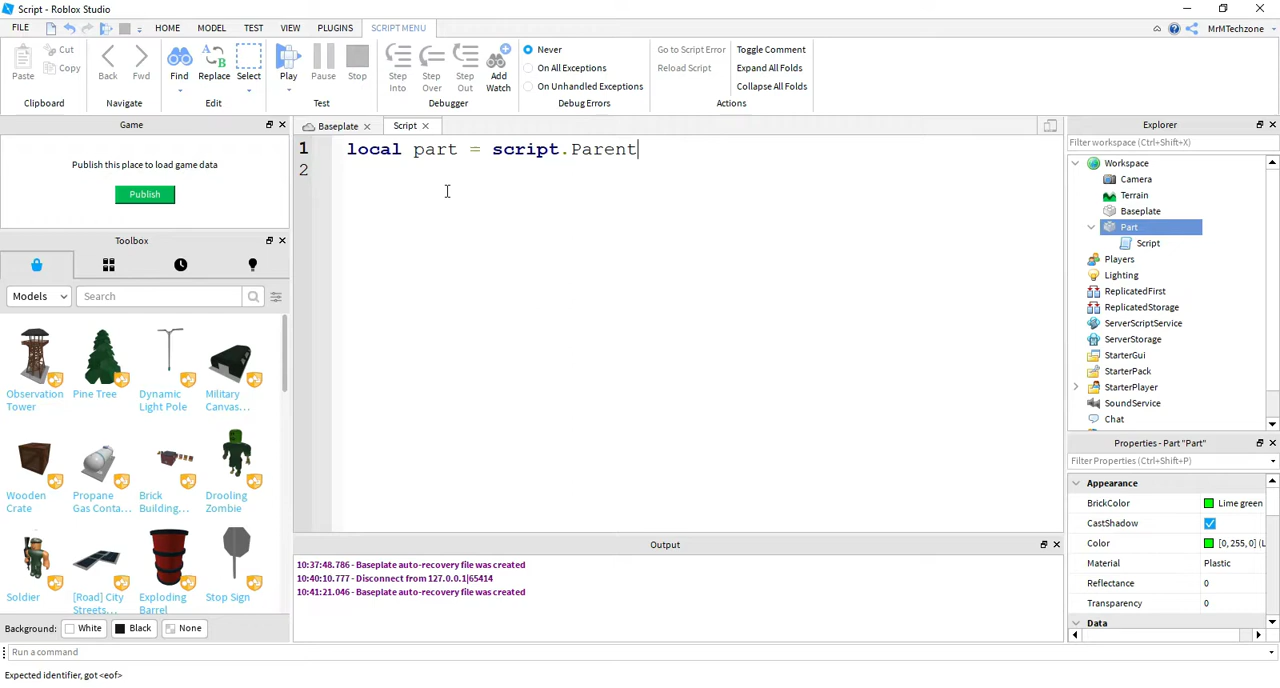 Script - Roblox Studio
FILE HOME MODEL TEST VIEW PLUGINS SCRIPT MENU MrMTechzone
Paste Cut Copy Back Fwd Find Replace Select Play Pause Stop Step Into Step Over Step Out Add Watch
Never
On All Exceptions
On Unhandled Exceptions
Go to Script Error
Reload Script
Toggle Comment
Expand All Folds
Collapse All Folds
Clipboard Navigate Edit Test Debugger Debug Errors Actions
Game
Publish this place to load game data
Publish
Toolbox
Models Search
Observation Tower
Pine Tree
Dynamic Light Pole
Military Canvas...
Wooden Crate
Propane Gas Conta...
Brick Building...
Drooling Zombie
Soldier
[Road] City Streets...
Exploding Barrel
Stop Sign
Background: White Black None
Baseplate Script
1 local part = script.Parent
2
Output
10:37:48.786 - Baseplate auto-recovery file was created
10:40:10.777 - Disconnect from 127.0.0.1|65414
10:41:21.046 - Baseplate auto-recovery file was created
Explorer
Filter workspace (Ctrl+Shift+X)
Workspace
Camera
Terrain
Baseplate
Part
Script
Players
Lighting
ReplicatedFirst
ReplicatedStorage
ServerScriptService
ServerStorage
StarterGui
StarterPack
StarterPlayer
SoundService
Chat
Properties - Part "Part"
Filter Properties (Ctrl+Shift+P)
Appearance
BrickColor Lime green
CastShadow
Color [0, 255, 0] (L
Material Plastic
Reflectance 0
Transparency 0
Data
Run a command
Expected identifier, got <eof>